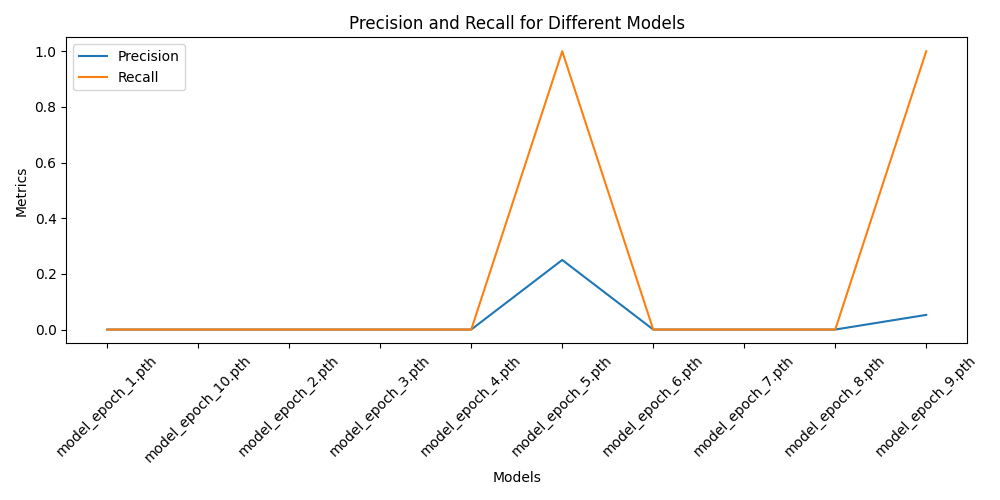 Precision and Recall for Different Models
Precision
Recall
Metrics
1.0
0.8
0.6
0.4
0.2
0.0
model_epoch_1.pth
model_epoch_10.pth
model_epoch_2.pth
model_epoch_3.pth
model_epoch_4.pth
model_epoch_5.pth
model_epoch_6.pth
model_epoch_7.pth
model_epoch_8.pth
model_epoch_9.pth
Models